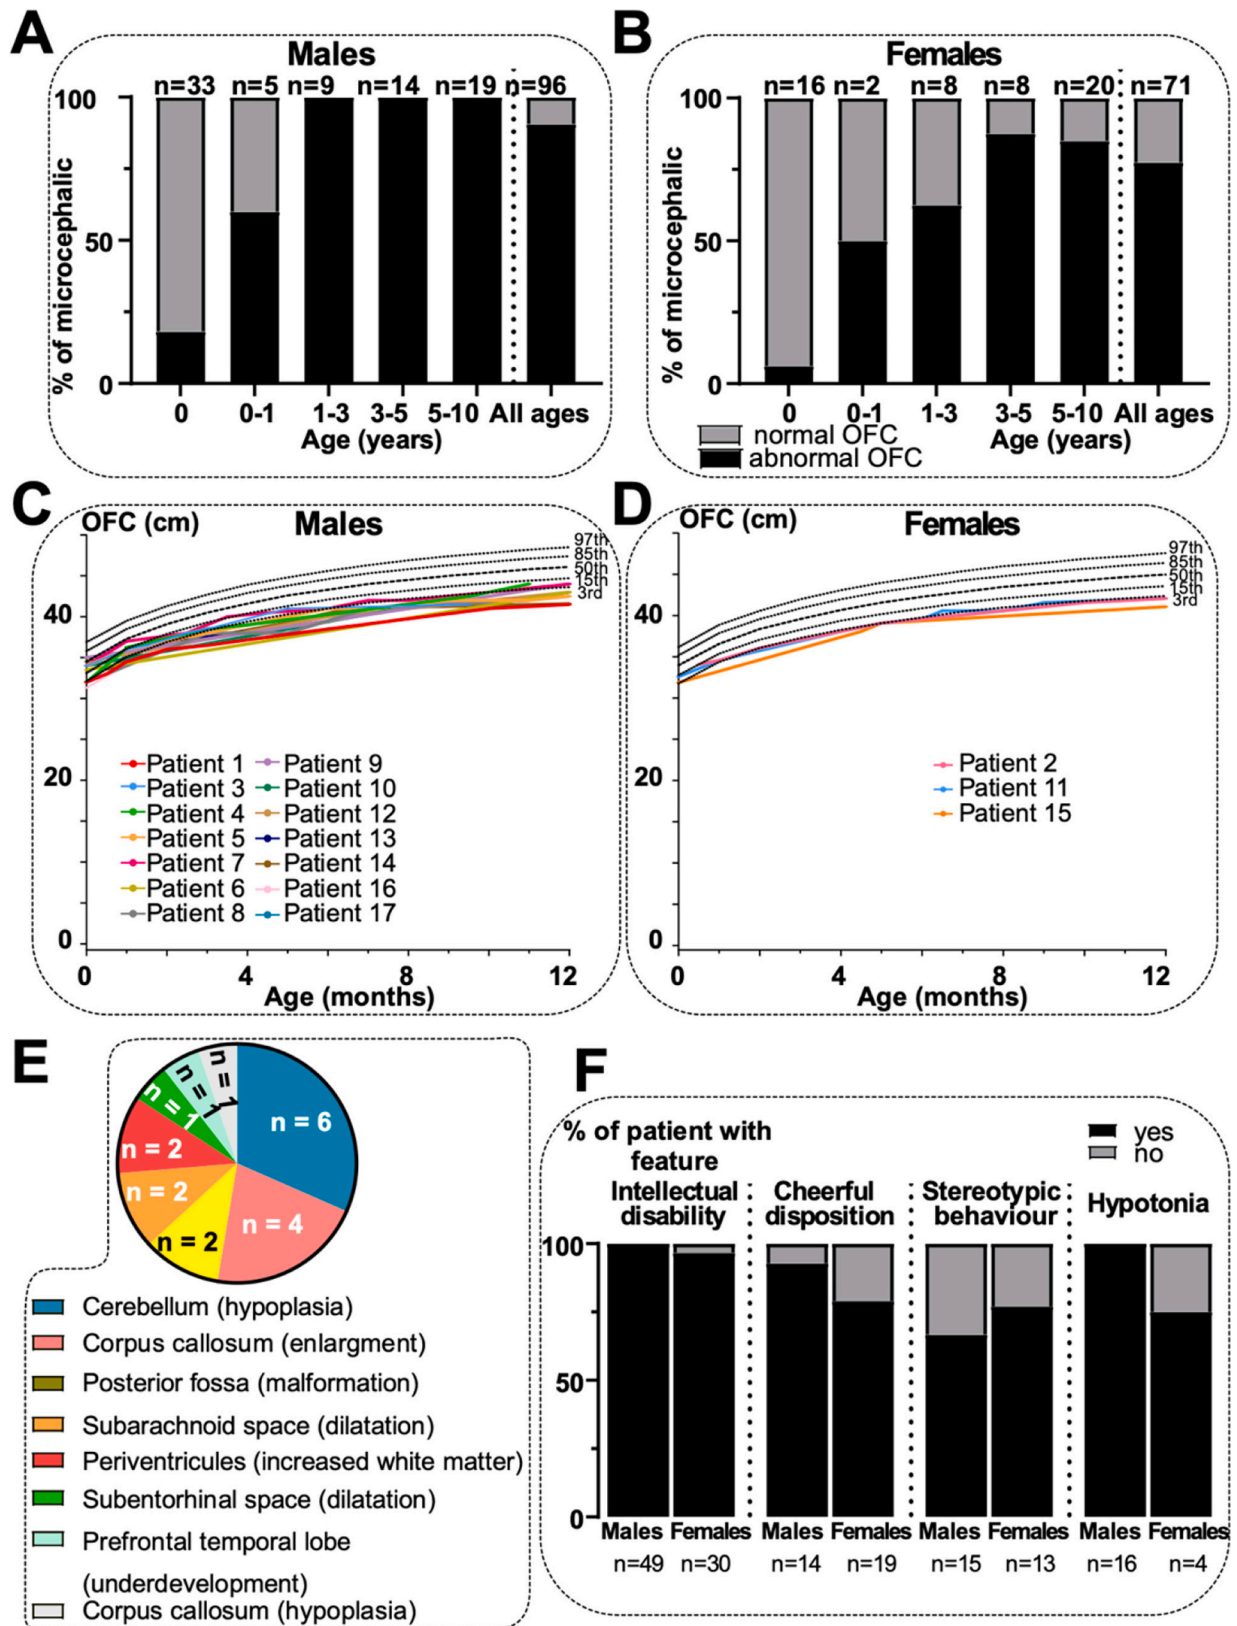 A
Males
n=33 n=5 n=9 n=14 n=19 n=96
% of microcephalic
100
50
0
0 0-1 1-3 3-5 5-10 All ages
Age (years)
B
Females
n=16 n=2 n=8 n=8 n=20 n=71
% of microcephalic
100
50
0
0 0-1 1-3 3-5 5-10 All ages
Age (years)
normal OFC
abnormal OFC
C
OFC (cm)
Males
97th
85th
50th
15th
3rd
40
20
0
Patient 1
Patient 3
Patient 4
Patient 5
Patient 7
Patient 6
Patient 8
Patient 9
Patient 10
Patient 12
Patient 13
Patient 14
Patient 16
Patient 17
0 4 8 12
Age (months)
D
OFC (cm)
Females
97th
85th
50th
15th
3rd
40
20
0
Patient 2
Patient 11
Patient 15
0 4 8 12
Age (months)
E
n = 6
n = 4
n = 2
n = 2
n = 2
n = 1
n = 1
n = 1
Cerebellum (hypoplasia)
Corpus callosum (enlargment)
Posterior fossa (malformation)
Subarachnoid space (dilatation)
Periventricules (increased white matter)
Subentorhinal space (dilatation)
Prefrontal temporal lobe
(underdevelopment)
Corpus callosum (hypoplasia)
F
% of patient with
feature
yes
no
Intellectual
disability
Cheerful
disposition
Stereotypic
behaviour
Hypotonia
100
50
0
Males Females Males Females Males Females Males Females
n=49 n=30 n=14 n=19 n=15 n=13 n=16 n=4